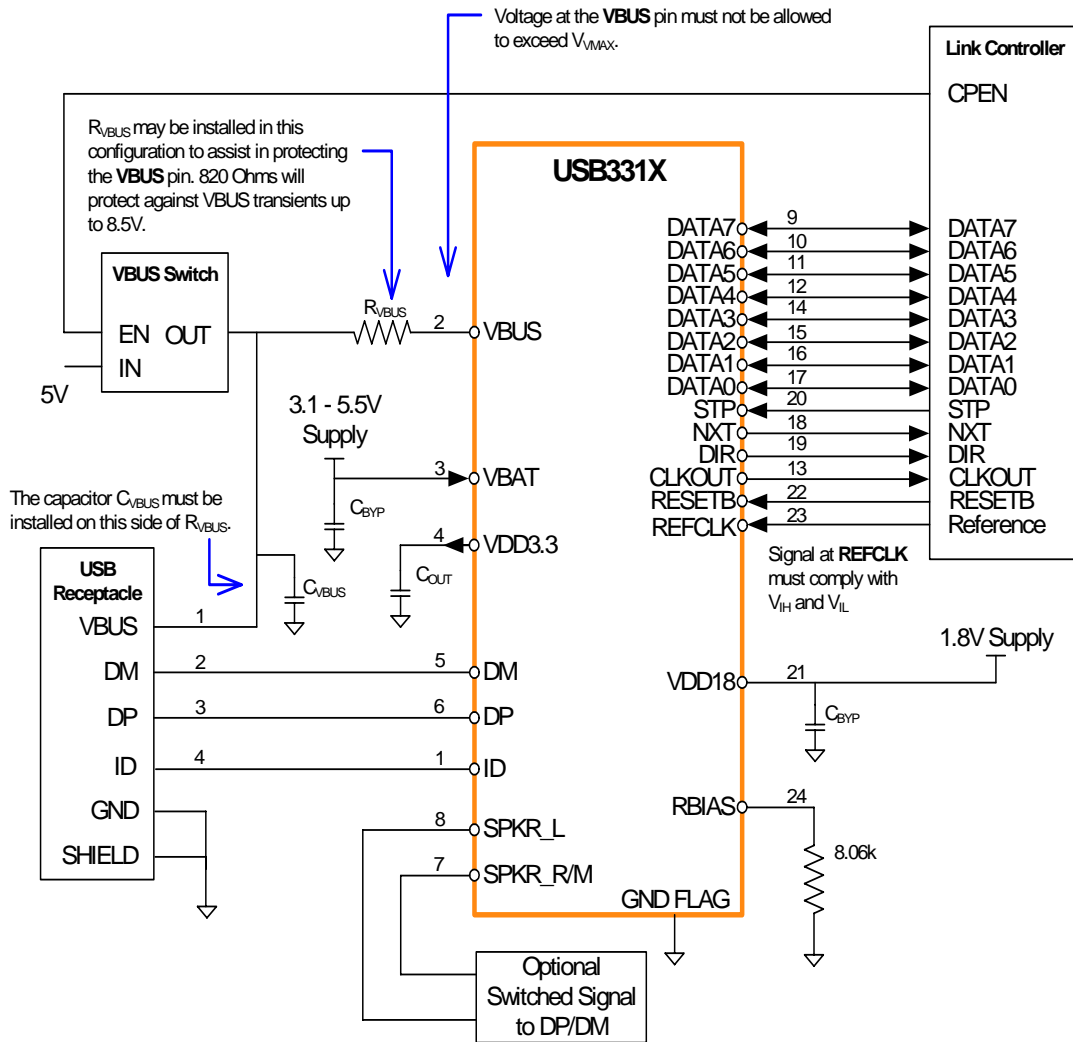 Voltage at the VBUS pin must not be allowed
to exceed VVMAX.
Link Controller
CPEN
RVBUS may be installed in this
configuration to assist in protecting
the VBUS pin. 820 Ohms will
protect against VBUS transients up
to 8.5V.
USB331X
VBUS Switch
EN OUT
IN
5V
RVBUS
2 VBUS
DATA7 9 DATA7
DATA6 10 DATA6
DATA5 11 DATA5
DATA4 12 DATA4
DATA3 14 DATA3
DATA2 15 DATA2
DATA1 16 DATA1
DATA0 17 DATA0
STP 20 STP
NXT 18 NXT
DIR 19 DIR
CLKOUT 13 CLKOUT
RESETB 22 RESETB
REFCLK 23 Reference
3.1 - 5.5V
Supply
3 VBAT
CBYP
4 VDD3.3
COUT
Signal at REFCLK
must comply with
VIH and VIL
The capacitor CVBUS must be
installed on this side of RVBUS.
CVBUS
USB
Receptacle
VBUS 1
DM 2 5 DM
DP 3 6 DP
ID 4 1 ID
GND
SHIELD
1.8V Supply
VDD18 21
CBYP
RBIAS 24
8.06k
8 SPKR_L
7 SPKR_R/M
GND FLAG
Optional
Switched Signal
to DP/DM